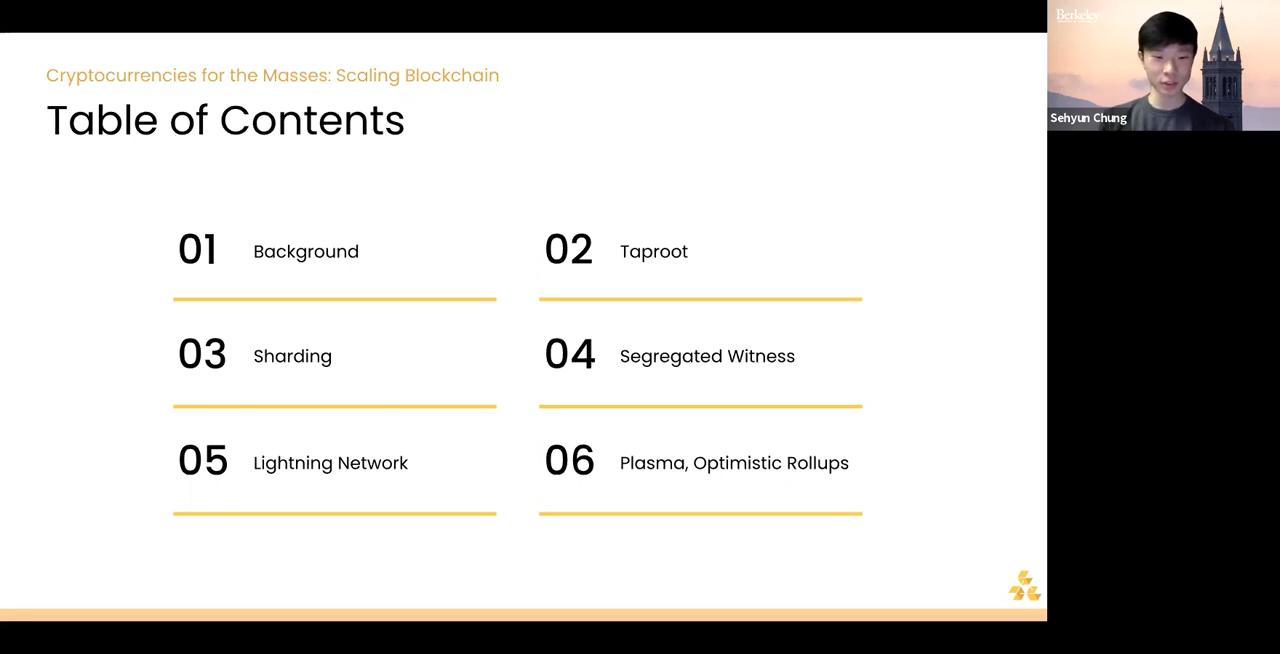 Cryptocurrencies for the Masses: Scaling Blockchain
Table of Contents
01 Background
02 Taproot
03 Sharding
04 Segregated Witness
05 Lightning Network
06 Plasma, Optimistic Rollups
Berkeley
Sehyun Chung